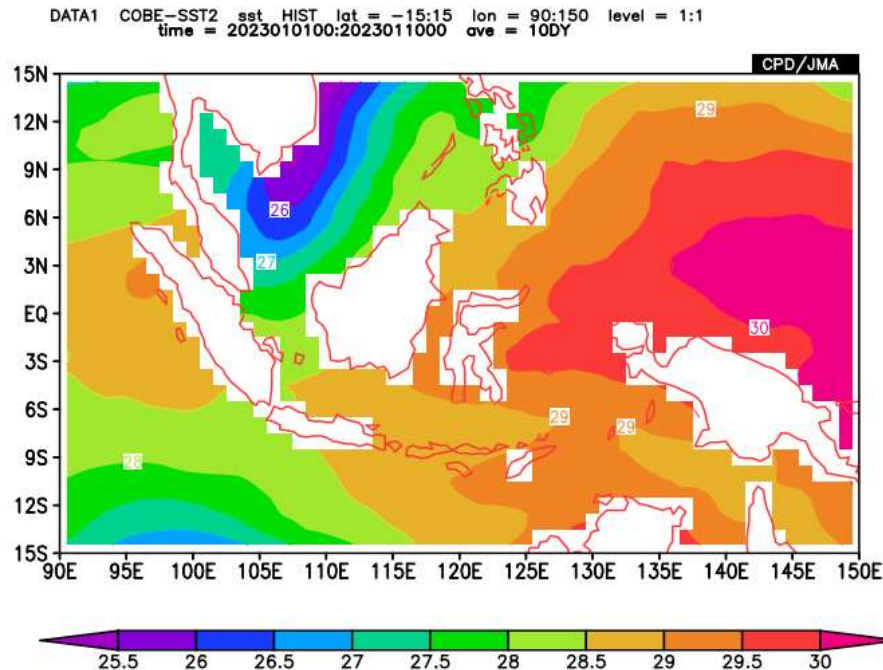 DATA1 COBE-SST2 sst HIST lat = -15:15 lon = 90:150 level = 1:1
time = 2023010100:2023011000 ave = 10DY
CPD/JMA
15N
12N
9N
6N
3N
EQ
3S
6S
9S
12S
15S
29
26
27
30
29
29
28
90E 95E 100E 105E 110E 115E 120E 125E 130E 135E 140E 145E 150E
25.5 26 26.5 27 27.5 28 28.5 29 29.5 30